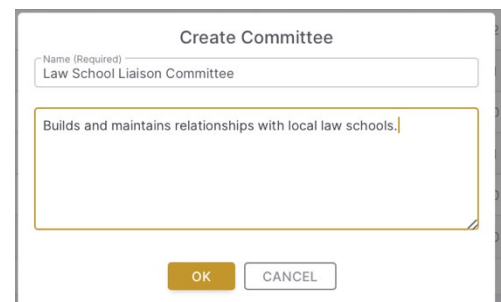 Create Committee
Name (Required)
Law School Liaison Committee
Builds and maintains relationships with local law schools.
OK
CANCEL